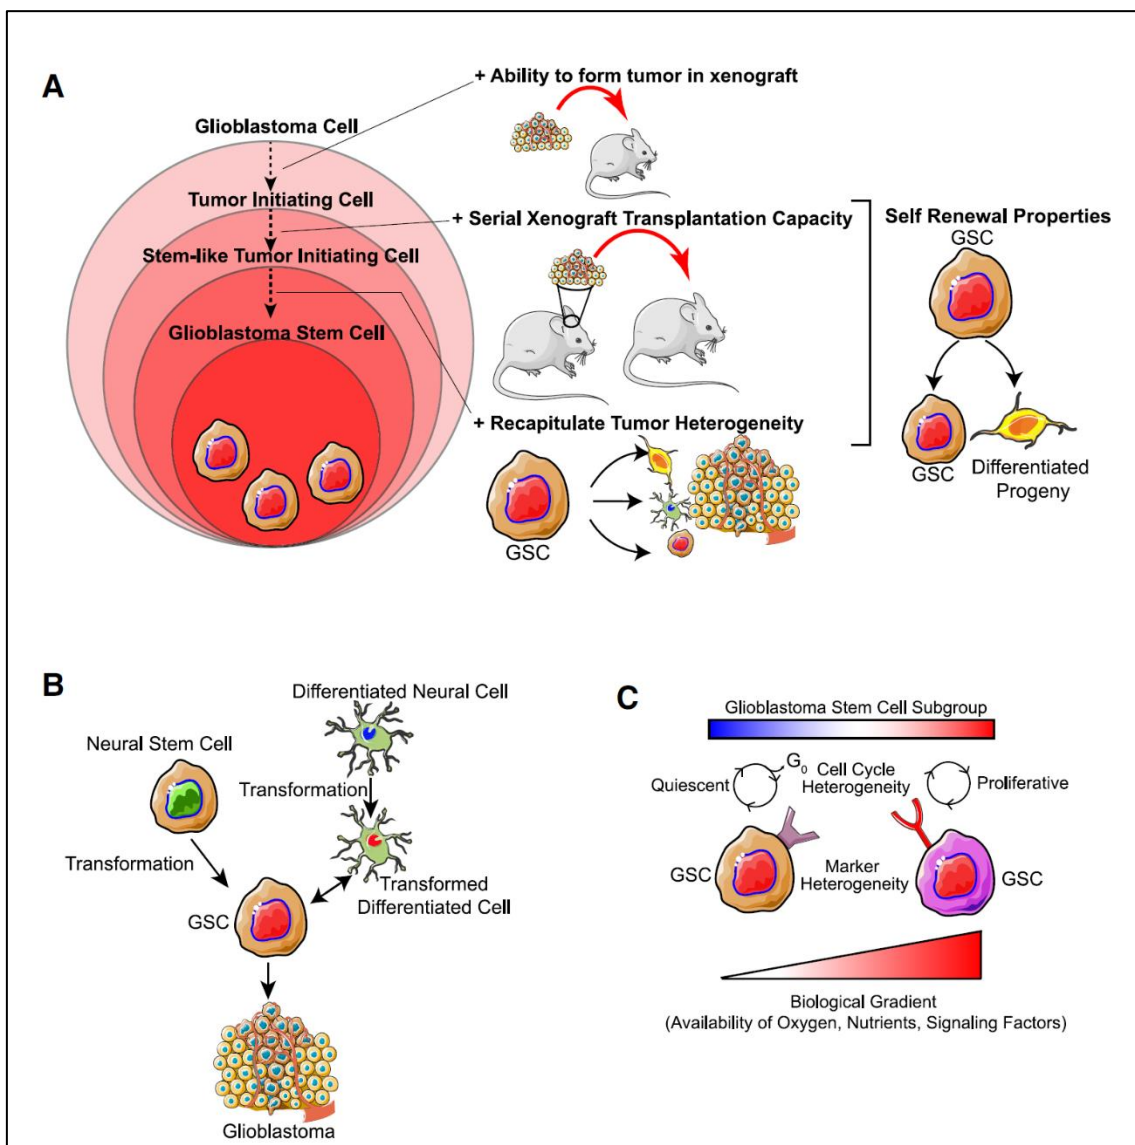 A
+ Ability to form tumor in xenograft
Glioblastoma Cell
Tumor Initiating Cell
+ Serial Xenograft Transplantation Capacity
Stem-like Tumor Initiating Cell
Glioblastoma Stem Cell
+ Recapitulate Tumor Heterogeneity
GSC
Self Renewal Properties
GSC
GSC
Differentiated
Progeny
B
Differentiated Neural Cell
Neural Stem Cell
Transformation
Transformation
GSC
Transformed
Differentiated Cell
Glioblastoma
C
Glioblastoma Stem Cell Subgroup
Quiescent
G0
Cell Cycle
Heterogeneity
Proliferative
GSC
Marker
Heterogeneity
GSC
Biological Gradient
(Availability of Oxygen, Nutrients, Signaling Factors)